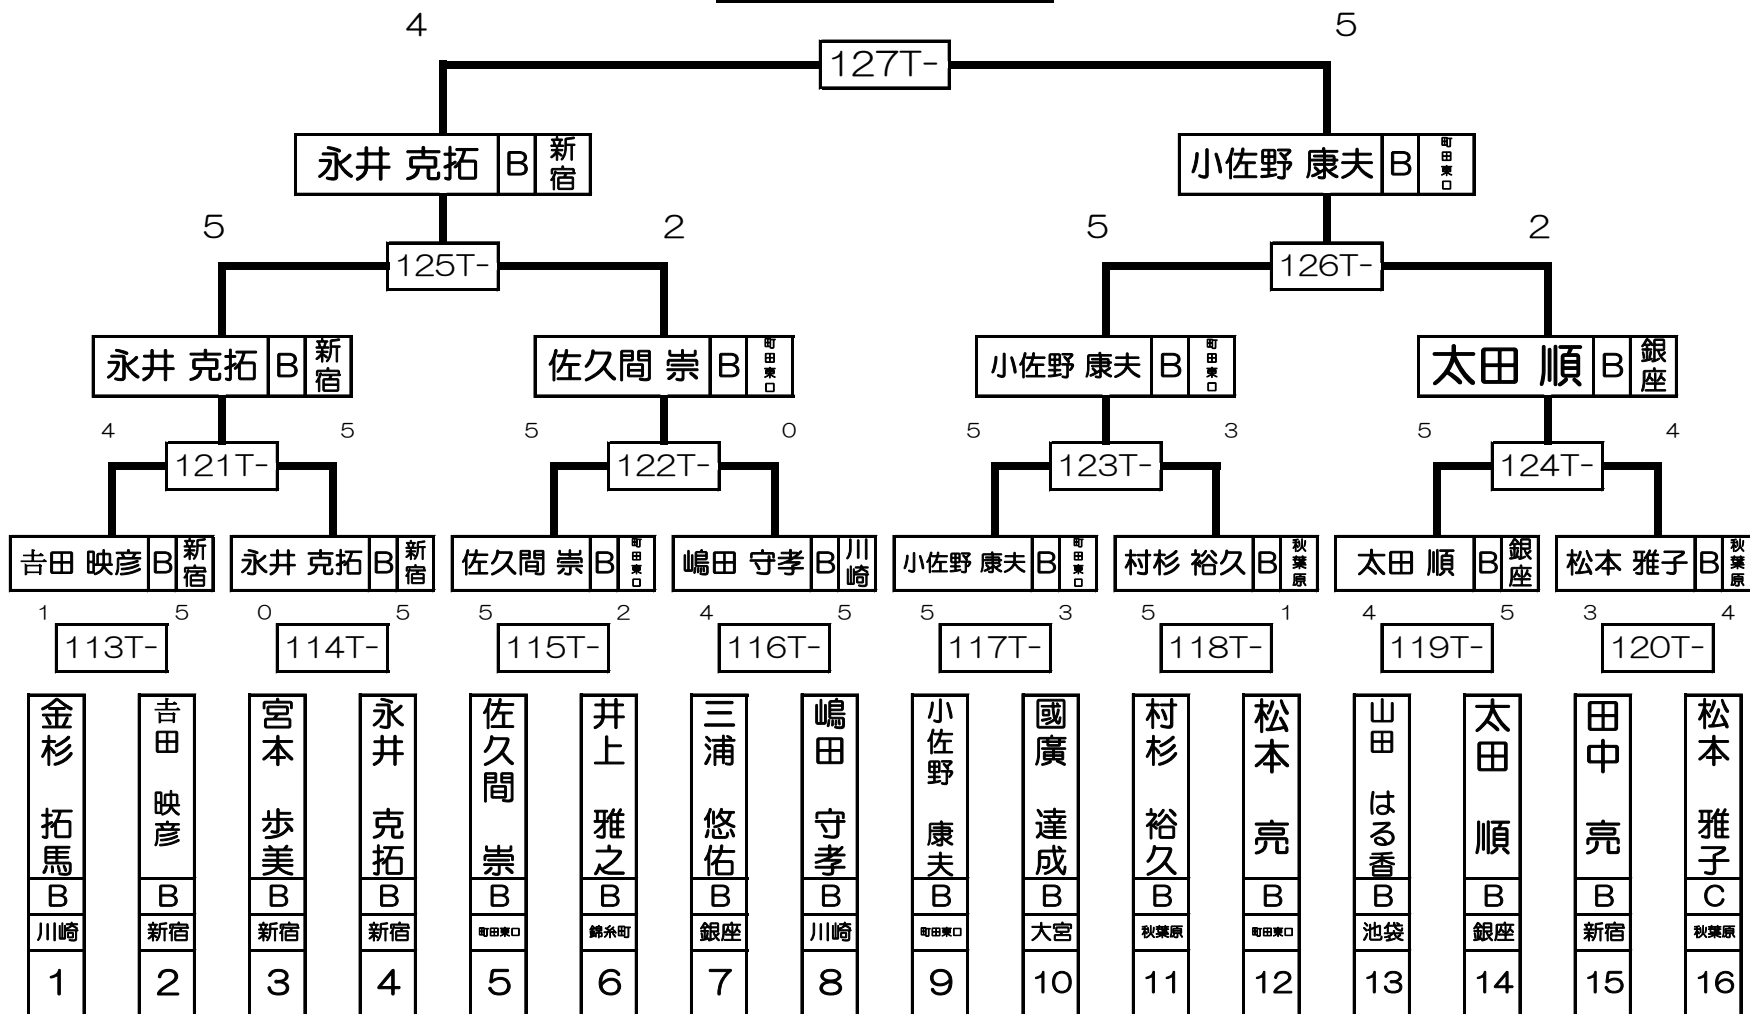 4 5
127T-
永井 克拓 B 新宿 小佐野 康夫 B 町田東口
5 2 5 2
125T- 126T-
永井 克拓 B 新宿 佐久間 崇 B 町田東口 小佐野 康夫 B 町田東口 太田 順 B 銀座
4 5 5 0 5 3 5 4
121T- 122T- 123T- 124T-
𠮷田 映彦 B 新宿 永井 克拓 B 新宿 佐久間 崇 B 町田東口 嶋田 守孝 B 川崎 小佐野 康夫 B 町田東口 村杉 裕久 B 秋葉原 太田 順 B 銀座 松本 雅子 B 秋葉原
1 5 0 5 5 2 4 5 5 3 5 1 4 5 3 4
113T- 114T- 115T- 116T- 117T- 118T- 119T- 120T-
金杉 拓馬 𠮷田 映彦 宮本 歩美 永井 克拓 佐久間 崇 井上 雅之 三浦 悠佑 嶋田 守孝 小佐野 康夫 國廣 達成 村杉 裕久 松本 亮 山田 はる香 太田 順 田中 亮 松本 雅子
B B B B B B B B B B B B B B B C
川崎 新宿 新宿 新宿 町田東口 錦糸町 銀座 川崎 町田東口 大宮 秋葉原 町田東口 池袋 銀座 新宿 秋葉原
1 2 3 4 5 6 7 8 9 10 11 12 13 14 15 16